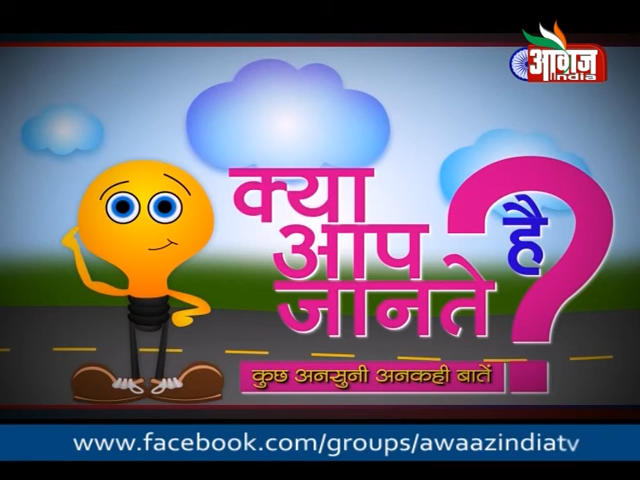 आगाज
India
क्या
आप
जानते
है
?
कुछ अनसुनी अनकही बातें
www.facebook.com/groups/awaazindiatv